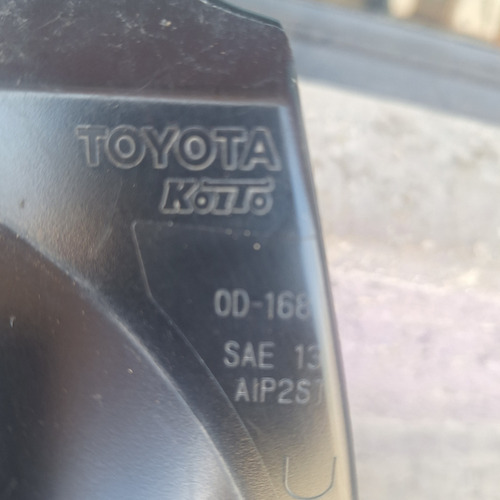 TOYOTA
KOITO
OD-168
SAE 13
AIP2ST